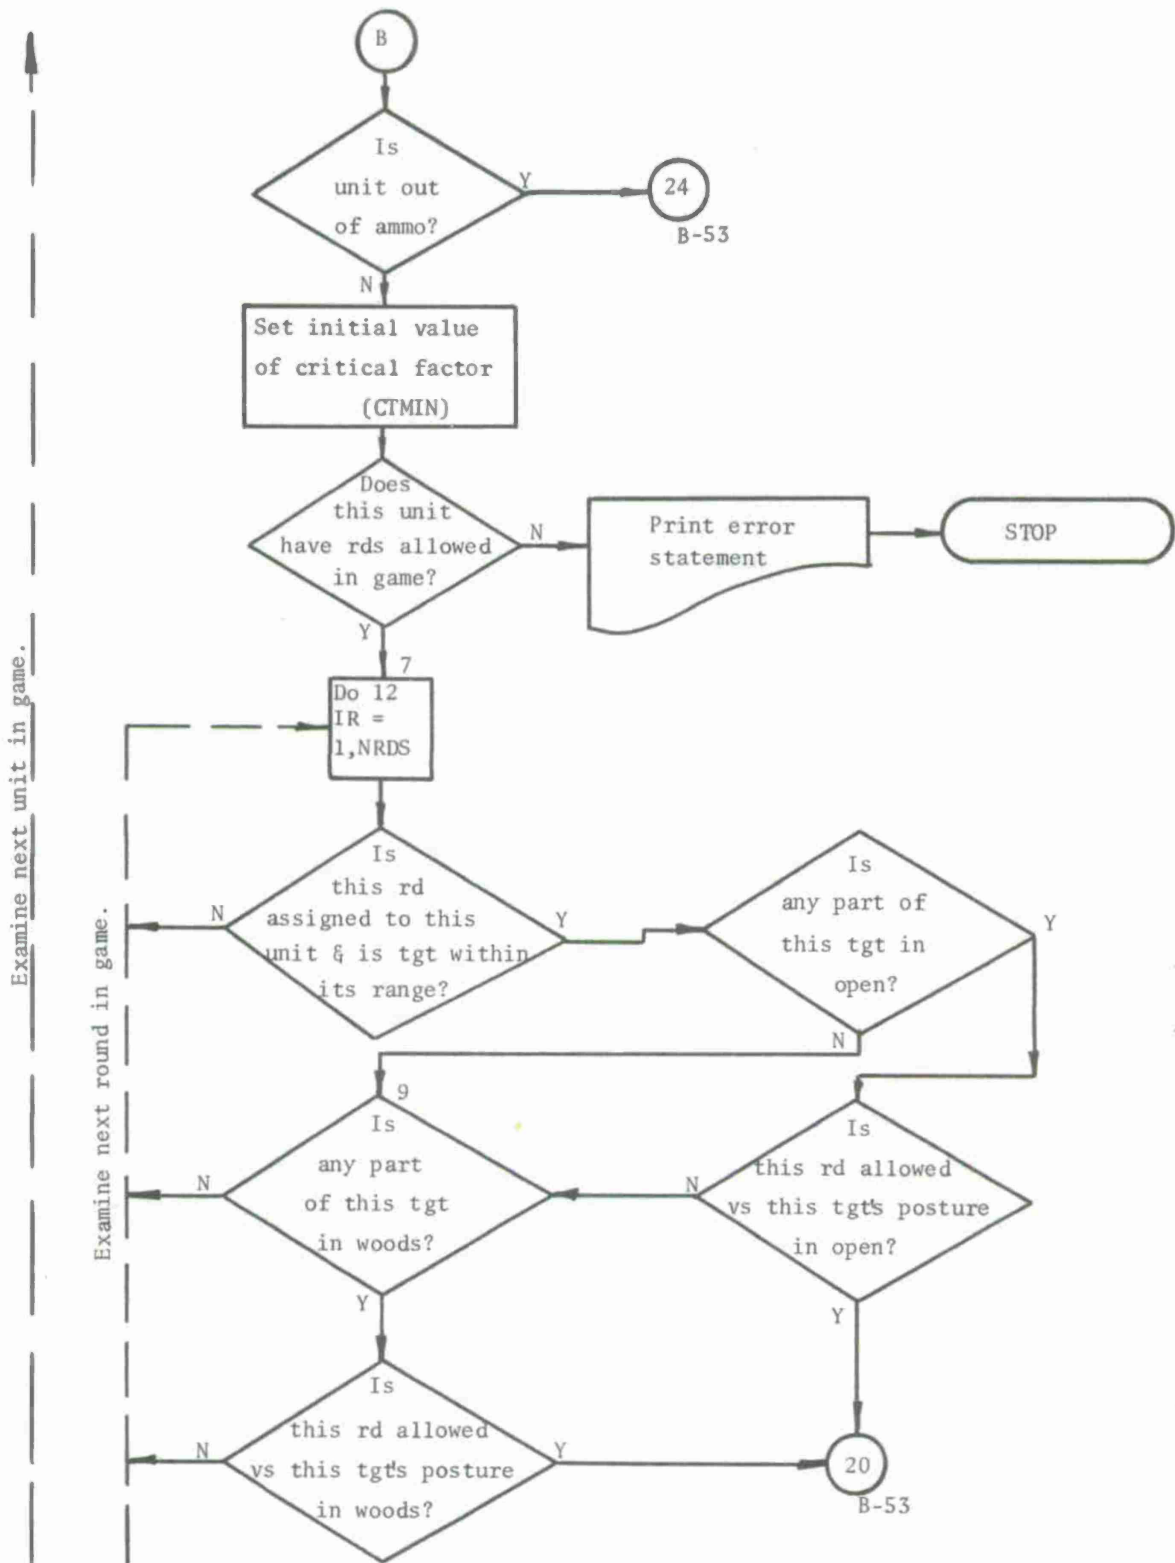 B
Is
unit out
of ammo?
Y
24
B-53
N
Set initial value
of critical factor
(CTMIN)
Does
this unit
have rds allowed
in game?
N
Print error
statement
STOP
Y
7
Do 12
IR =
1,NRDS
Examine next unit in game.
Examine next round in game.
Is
this rd
assigned to this
unit & is tgt within
its range?
N
Y
Is
any part of
this tgt in
open?
Y
N
9
Is
any part
of this tgt
in woods?
N
Y
Is
this rd allowed
vs this tgt's posture
in open?
N
Y
Is
this rd allowed
vs this tgt's posture
in woods?
N
Y
20
B-53